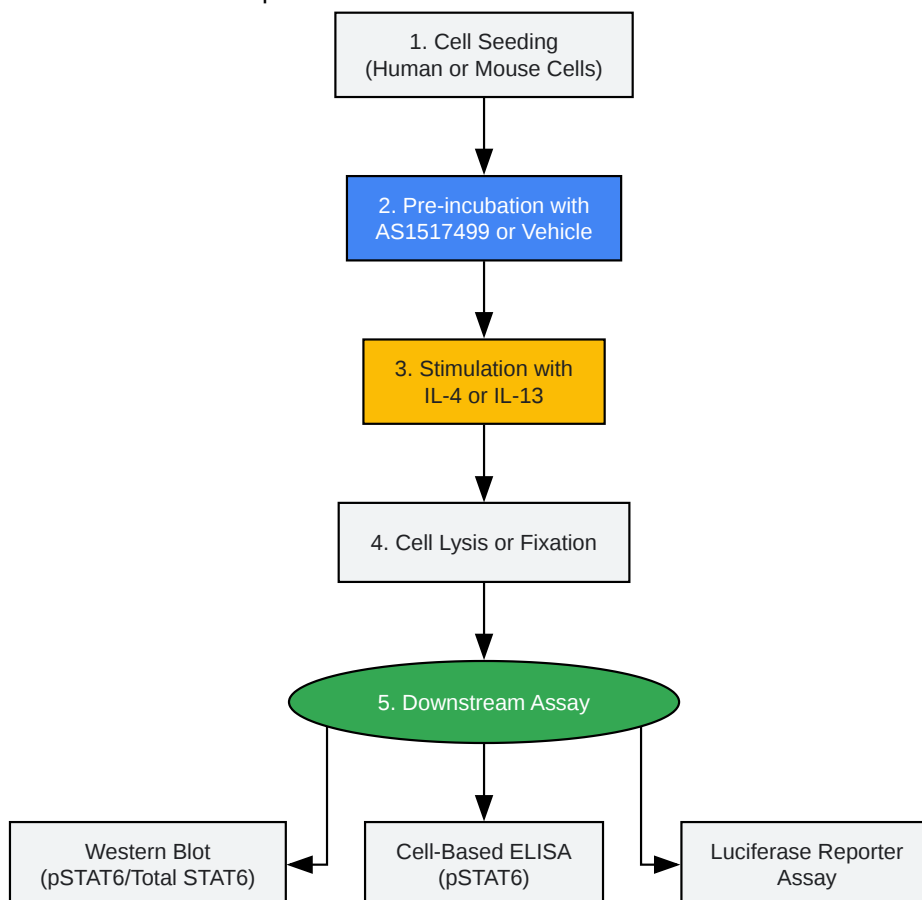 1. Cell Seeding
(Human or Mouse Cells)
2. Pre-incubation with
AS1517499 or Vehicle
3. Stimulation with
IL-4 or IL-13
4. Cell Lysis or Fixation
5. Downstream Assay
Western Blot
(pSTAT6/Total STAT6)
Cell-Based ELISA
(pSTAT6)
Luciferase Reporter
Assay